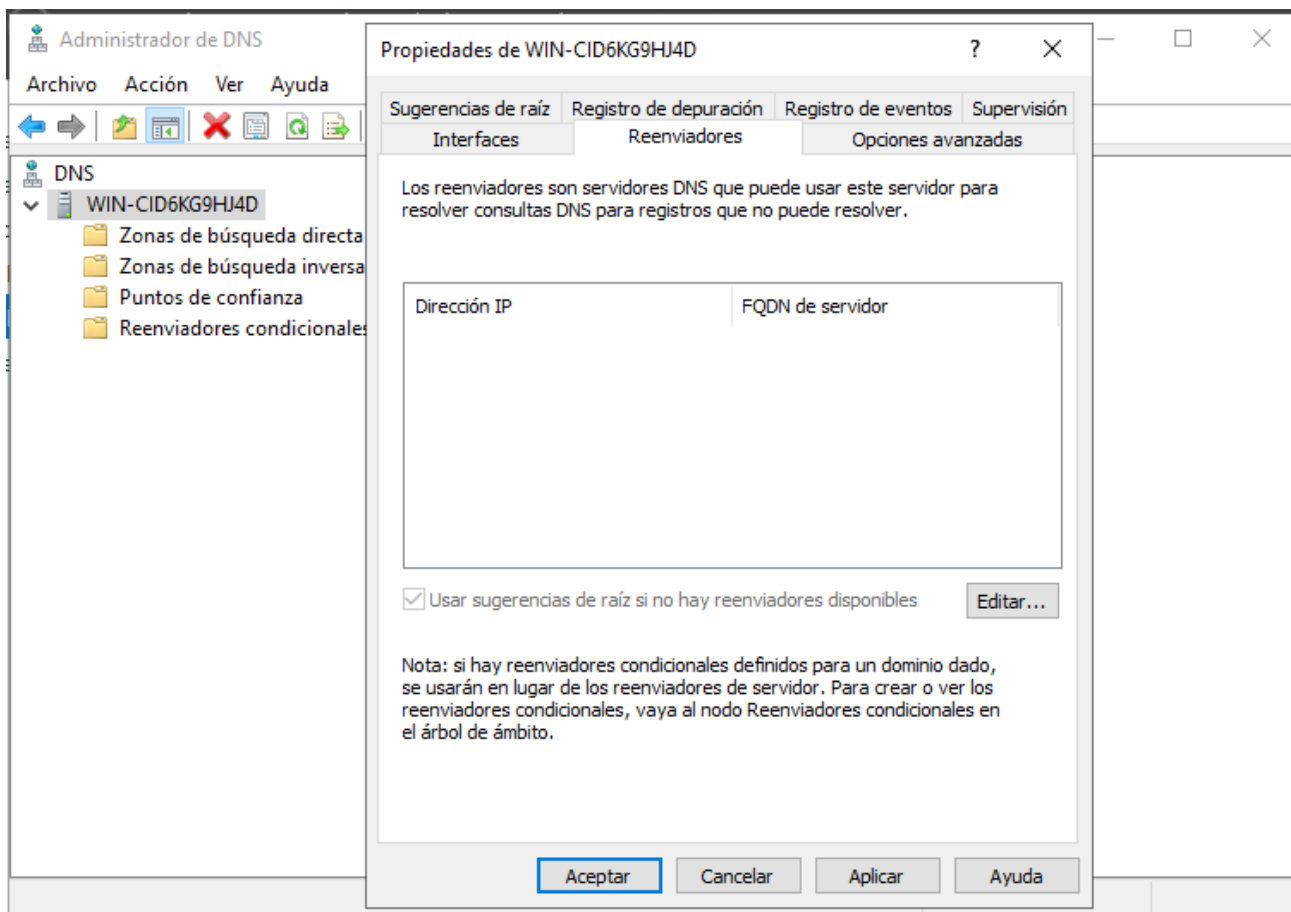 Administrador de DNS
Archivo Acción Ver Ayuda
DNS
WIN-CID6KG9HJ4D
Zonas de búsqueda directa
Zonas de búsqueda inversa
Puntos de confianza
Reenviadores condicionales
Propiedades de WIN-CID6KG9HJ4D
?
Sugerencias de raíz Registro de depuración Registro de eventos Supervisión
Interfaces Reenviadores Opciones avanzadas
Los reenviadores son servidores DNS que puede usar este servidor para
resolver consultas DNS para registros que no puede resolver.
Dirección IP FQDN de servidor
Usar sugerencias de raíz si no hay reenviadores disponibles
Editar...
Nota: si hay reenviadores condicionales definidos para un dominio dado,
se usarán en lugar de los reenviadores de servidor. Para crear o ver los
reenviadores condicionales, vaya al nodo Reenviadores condicionales en
el árbol de ámbito.
Aceptar Cancelar Aplicar Ayuda